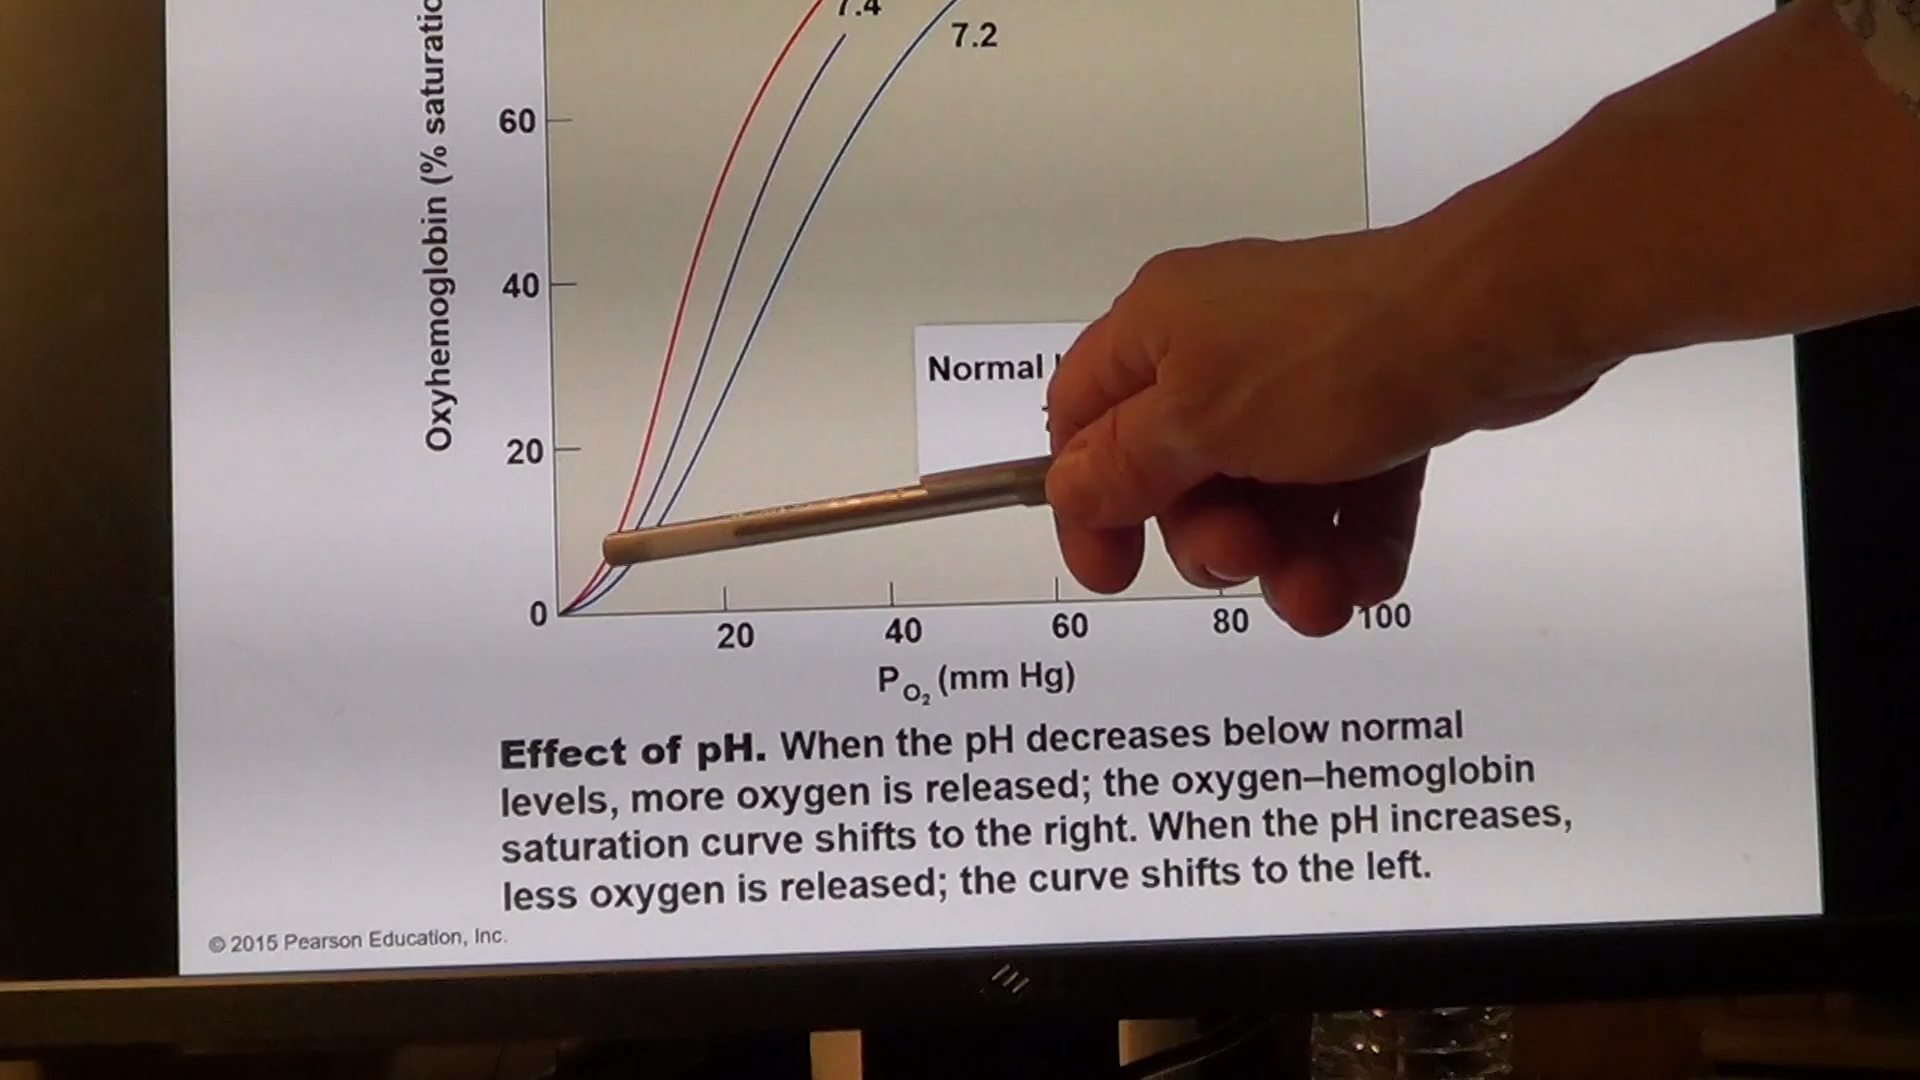 Oxyhemoglobin (%
7.4
7.2
60
40
20
0
Normal
20
40
60
80
100
P O₂ (mm Hg)
Effect of pH. When the pH decreases below normal
levels, more oxygen is released; the oxygen–hemoglobin
saturation curve shifts to the right. When the pH increases,
less oxygen is released; the curve shifts to the left.
© 2015 Pearson Education, Inc.